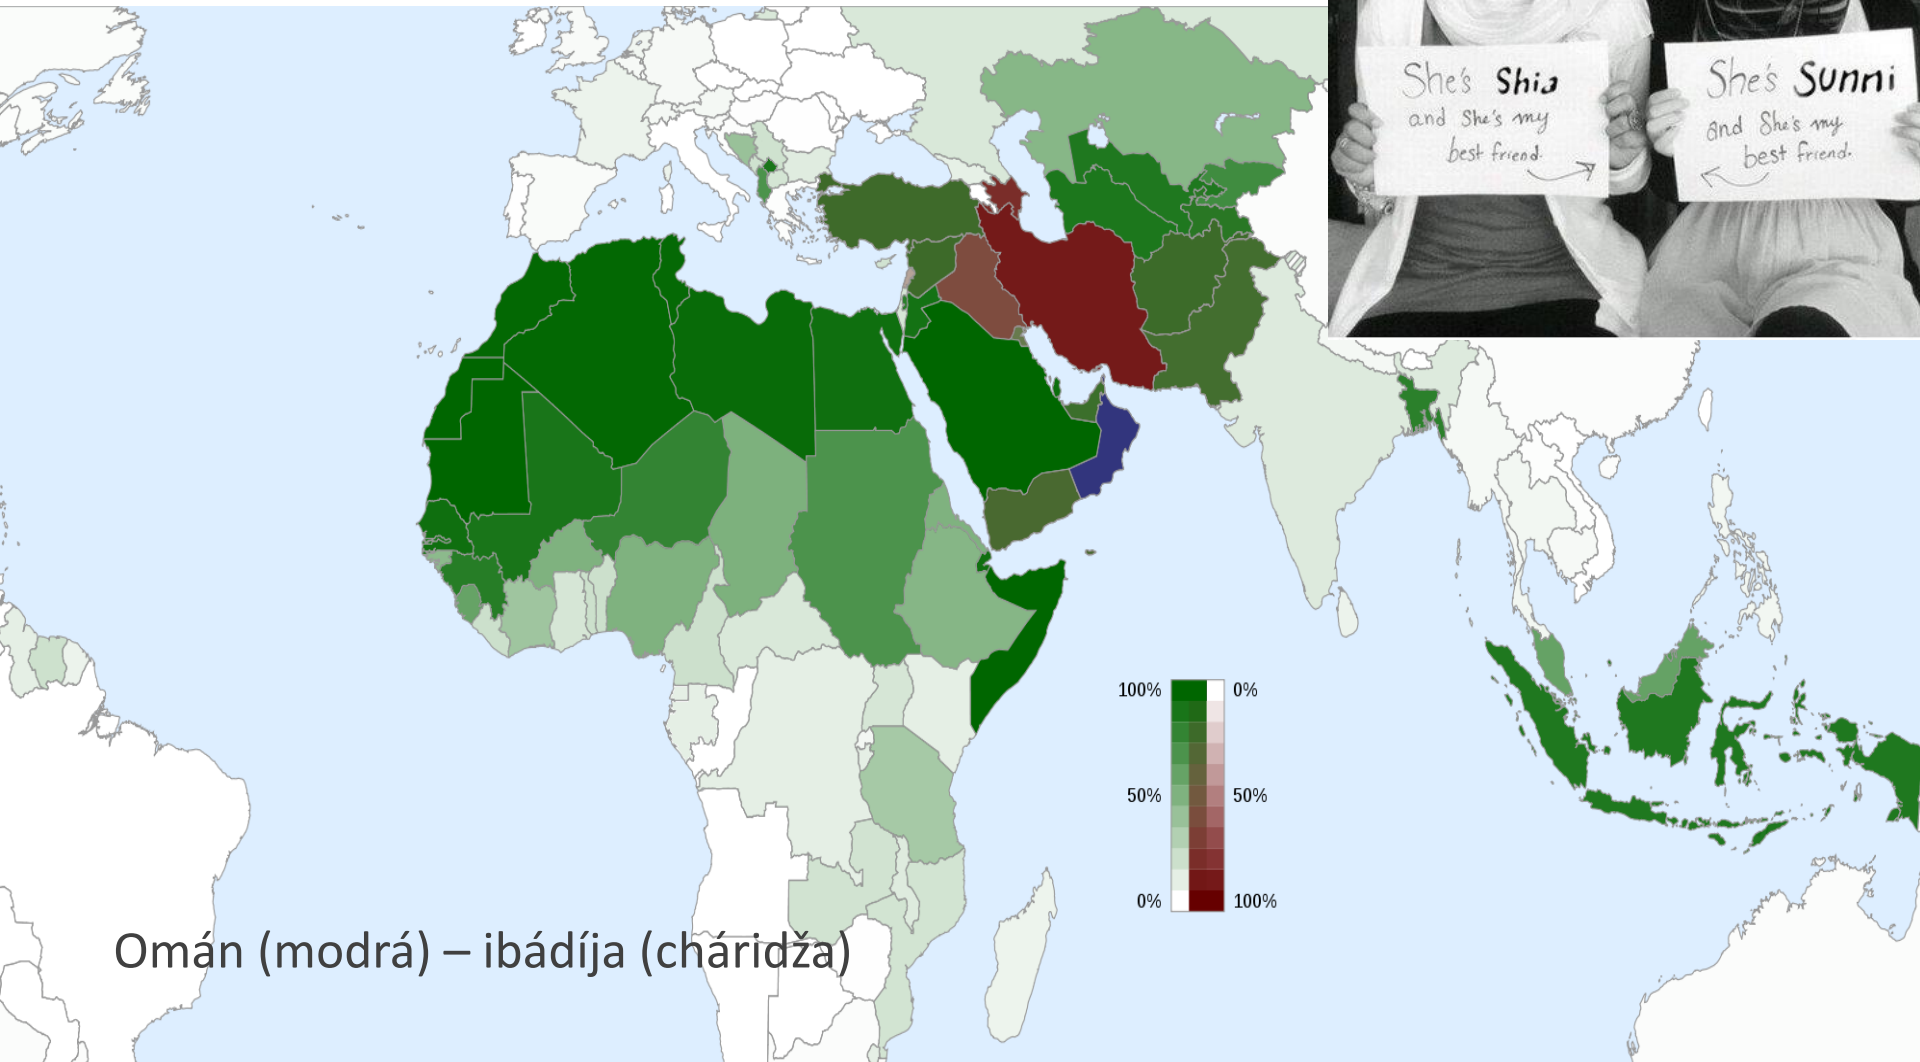 She's Shia
and She's my
best friend.
She's Sunni
and She's my
best friend.
100% 0%
50% 50%
0% 100%
Omán (modrá) – ibádíja (cháridža)